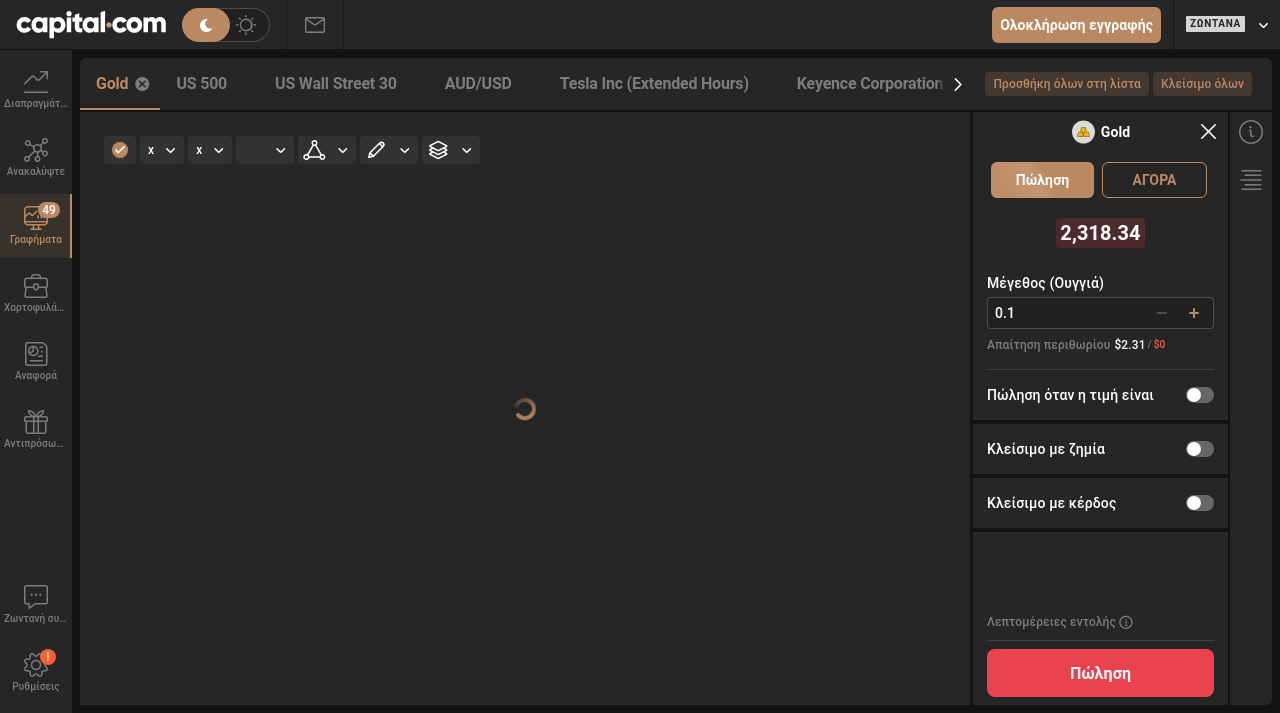 capital.com
Ολοκλήρωση εγγραφής
ΖΩΝΤΑΝΑ
Gold
US 500
US Wall Street 30
AUD/USD
Tesla Inc (Extended Hours)
Keyence Corporation
Προσθήκη όλων στη λίστα
Κλείσιμο όλων
Διαπραγμάτ...
Ανακαλύψτε
49
Γραφήματα
Χαρτοφυλά...
Αναφορά
Αντιπρόσω...
Ζωντανή συ...
!
Ρυθμίσεις
x
x
Gold
Πώληση
ΑΓΟΡΑ
2,318.34
Μέγεθος (Ουγγιά)
0.1
Απαίτηση περιθωρίου $2.31 / $0
Πώληση όταν η τιμή είναι
Κλείσιμο με ζημία
Κλείσιμο με κέρδος
Λεπτομέρειες εντολής
Πώληση